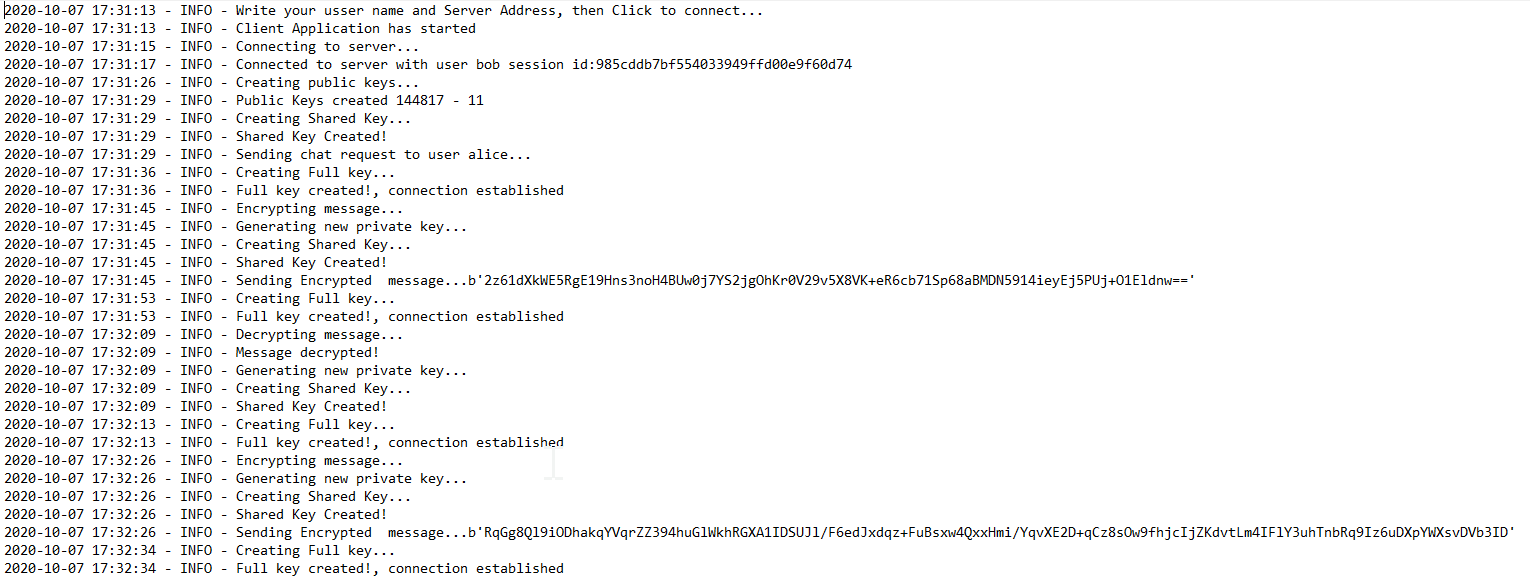 2020-10-07 17:31:13 - INFO - Write your usser name and Server Address, then Click to connect...
2020-10-07 17:31:13 - INFO - Client Application has started
2020-10-07 17:31:15 - INFO - Connecting to server...
2020-10-07 17:31:17 - INFO - Connected to server with user bob session id:985cddb7bf554033949ffd00e9f60d74
2020-10-07 17:31:26 - INFO - Creating public keys...
2020-10-07 17:31:29 - INFO - Public Keys created 144817 - 11
2020-10-07 17:31:29 - INFO - Creating Shared Key...
2020-10-07 17:31:29 - INFO - Shared Key Created!
2020-10-07 17:31:29 - INFO - Sending chat request to user alice...
2020-10-07 17:31:36 - INFO - Creating Full key...
2020-10-07 17:31:36 - INFO - Full key created!, connection established
2020-10-07 17:31:45 - INFO - Encrypting message...
2020-10-07 17:31:45 - INFO - Generating new private key...
2020-10-07 17:31:45 - INFO - Creating Shared Key...
2020-10-07 17:31:45 - INFO - Shared Key Created!
2020-10-07 17:31:45 - INFO - Sending Encrypted  message...b'2z61dXkWE5RgE19Hns3noH4BUw0j7YS2jgOhKr0V29v5X8VK+eR6cb71Sp68aBMDN5914ieyEj5PUj+O1Eldnw=='
2020-10-07 17:31:53 - INFO - Creating Full key...
2020-10-07 17:31:53 - INFO - Full key created!, connection established
2020-10-07 17:32:09 - INFO - Decrypting message...
2020-10-07 17:32:09 - INFO - Message decrypted!
2020-10-07 17:32:09 - INFO - Generating new private key...
2020-10-07 17:32:09 - INFO - Creating Shared Key...
2020-10-07 17:32:09 - INFO - Shared Key Created!
2020-10-07 17:32:13 - INFO - Creating Full key...
2020-10-07 17:32:13 - INFO - Full key created!, connection established
2020-10-07 17:32:26 - INFO - Encrypting message...
2020-10-07 17:32:26 - INFO - Generating new private key...
2020-10-07 17:32:26 - INFO - Creating Shared Key...
2020-10-07 17:32:26 - INFO - Shared Key Created!
2020-10-07 17:32:26 - INFO - Sending Encrypted  message...b'RqGg8Ql9iODhakqYVqrZZ394huGlWkhRGXA1IDSUJl/F6edJxdqz+FuBsxw4QxxHmi/YqvXE2D+qCz8sOw9fhjcIjZKdvtLm4IFlY3uhTnbRq9Iz6uDXpYWXsvDVb3ID'
2020-10-07 17:32:34 - INFO - Creating Full key...
2020-10-07 17:32:34 - INFO - Full key created!, connection established